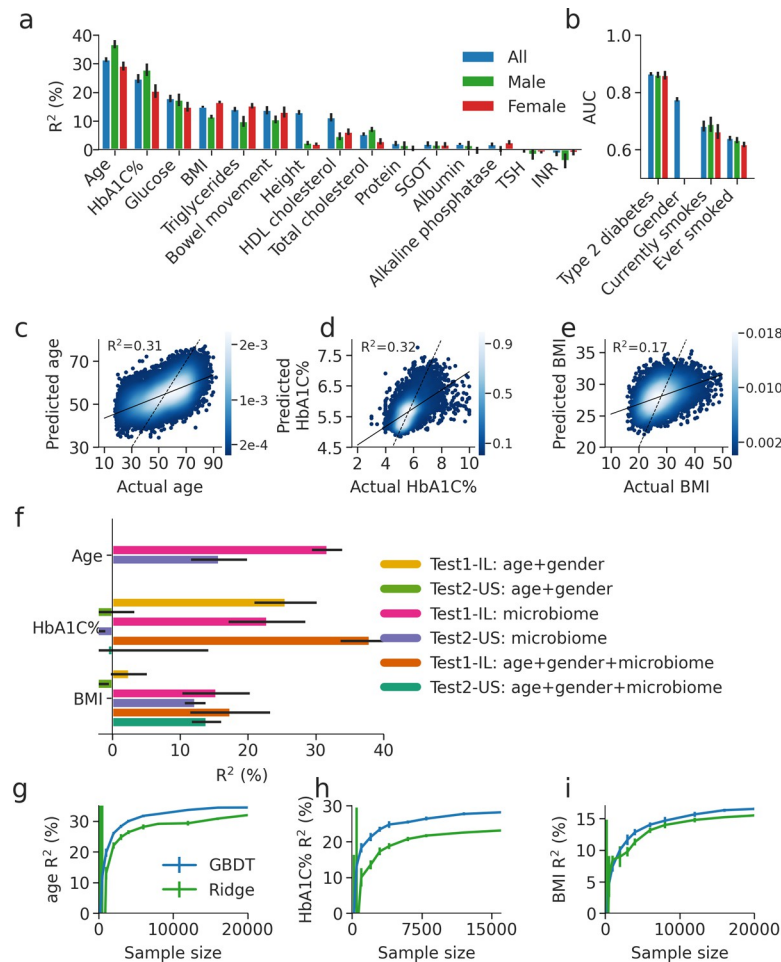 a
R² (%)
40
30
20
10
0
All
Male
Female
Age
HbA1C%
Glucose
BMI
Triglycerides
Bowel movement
Height
HDL cholesterol
Total cholesterol
Protein
SGOT
Albumin
Alkaline phosphatase
TSH
INR
b
AUC
1.0
0.8
0.6
Type 2 diabetes
Gender
Currently smokes
Ever smoked
c
Predicted age
R²=0.31
70
50
30
10 30 50 70 90
Actual age
2e-3
1e-3
2e-4
d
Predicted
HbA1C%
R²=0.32
7.5
6.5
5.5
4.5
2 4 6 8 10
Actual HbA1C%
0.9
0.5
0.1
e
Predicted BMI
R²=0.17
35
30
25
20
10 20 30 40 50
Actual BMI
0.018
0.010
0.002
f
Age
HbA1C%
BMI
0 10 20 30 40
R² (%)
Test1-IL: age+gender
Test2-US: age+gender
Test1-IL: microbiome
Test2-US: microbiome
Test1-IL: age+gender+microbiome
Test2-US: age+gender+microbiome
g
age R² (%)
30
20
10
0
GBDT
Ridge
0 10000 20000
Sample size
h
HbA1C% R² (%)
30
20
10
0
0 7500 15000
Sample size
i
BMI R² (%)
15
10
5
0
0 10000 20000
Sample size